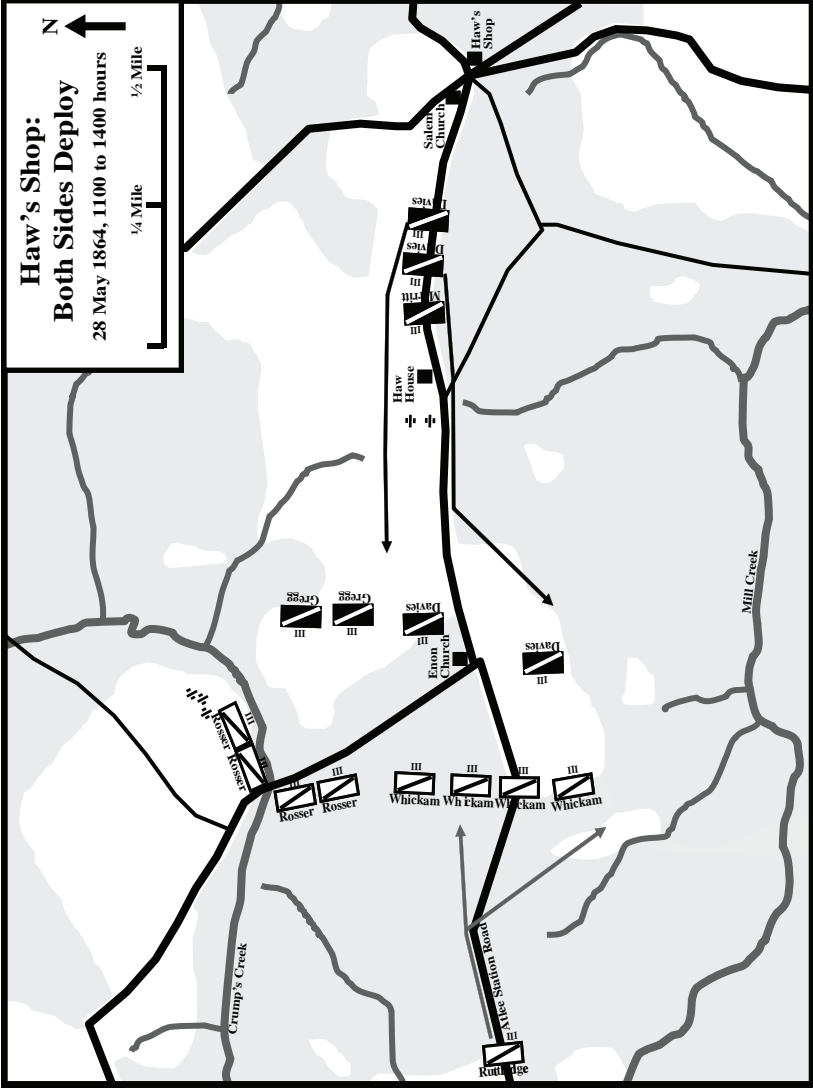 Haw's Shop:
Both Sides Deploy
28 May 1864, 1100 to 1400 hours
N
½ Mile
¼ Mile
Haw's
Shop
Salem
Church
Davies
III
Davies
III
Merritt
III
Haw
House
Gregg
III
Gregg
III
Davies
III
Enon
Church
Davies
III
Mill Creek
Rosser
III
Rosser
III
Rosser
III
Rosser
III
Whickam
III
Whickam
III
Whickam
III
Whickam
III
Crump's Creek
Atlee Station Road
Rutledge
III